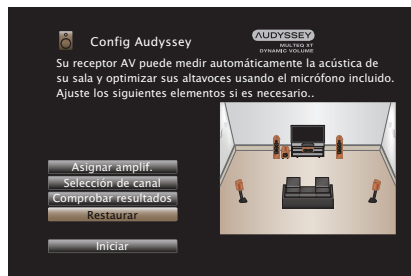 Config Audyssey
AUDYSSEY
MULTEQ XT
DYNAMIC VOLUME
Su receptor AV puede medir automáticamente la acústica de
su sala y optimizar sus altavoces usando el micrófono incluido.
Ajuste los siguientes elementos si es necesario..
Asignar amplif.
Selección de canal
Comprobar resultados
Restaurar
Iniciar